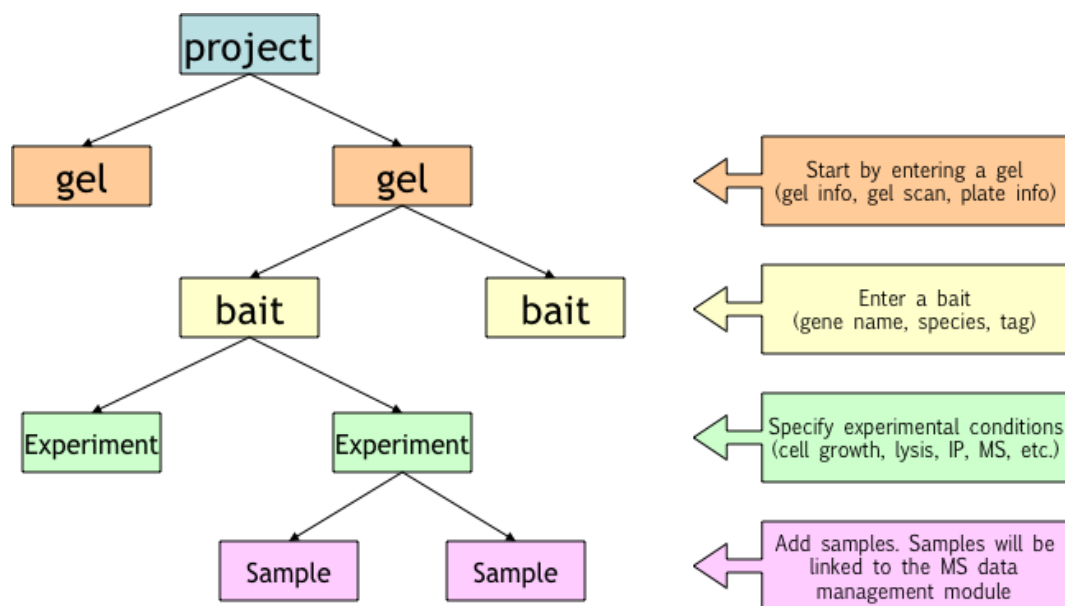 project
gel
gel
Start by entering a gel
(gel info, gel scan, plate info)
bait
bait
Enter a bait
(gene name, species, tag)
Experiment
Experiment
Specify experimental conditions
(cell growth, lysis, IP, MS, etc.)
Sample
Sample
Add samples. Samples will be
linked to the MS data
management module